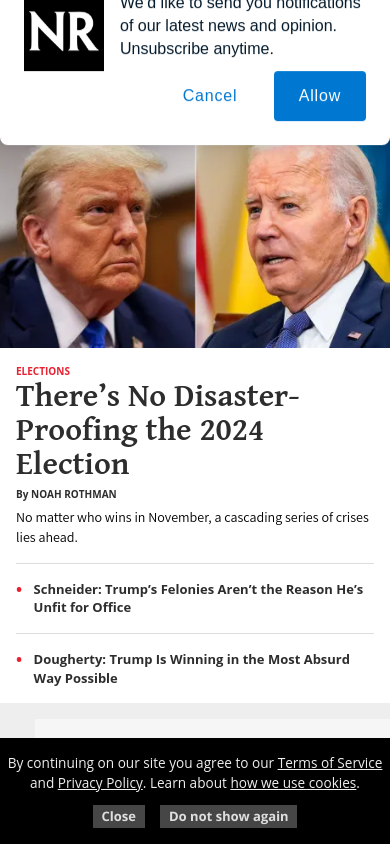 NR
We'd like to send you notifications
of our latest news and opinion.
Unsubscribe anytime.
Cancel
Allow
ELECTIONS
There’s No Disaster-
Proofing the 2024
Election
By NOAH ROTHMAN
No matter who wins in November, a cascading series of crises
lies ahead.
• Schneider: Trump’s Felonies Aren’t the Reason He’s
Unfit for Office
• Dougherty: Trump Is Winning in the Most Absurd
Way Possible
By continuing on our site you agree to our Terms of Service
and Privacy Policy. Learn about how we use cookies.
Close
Do not show again